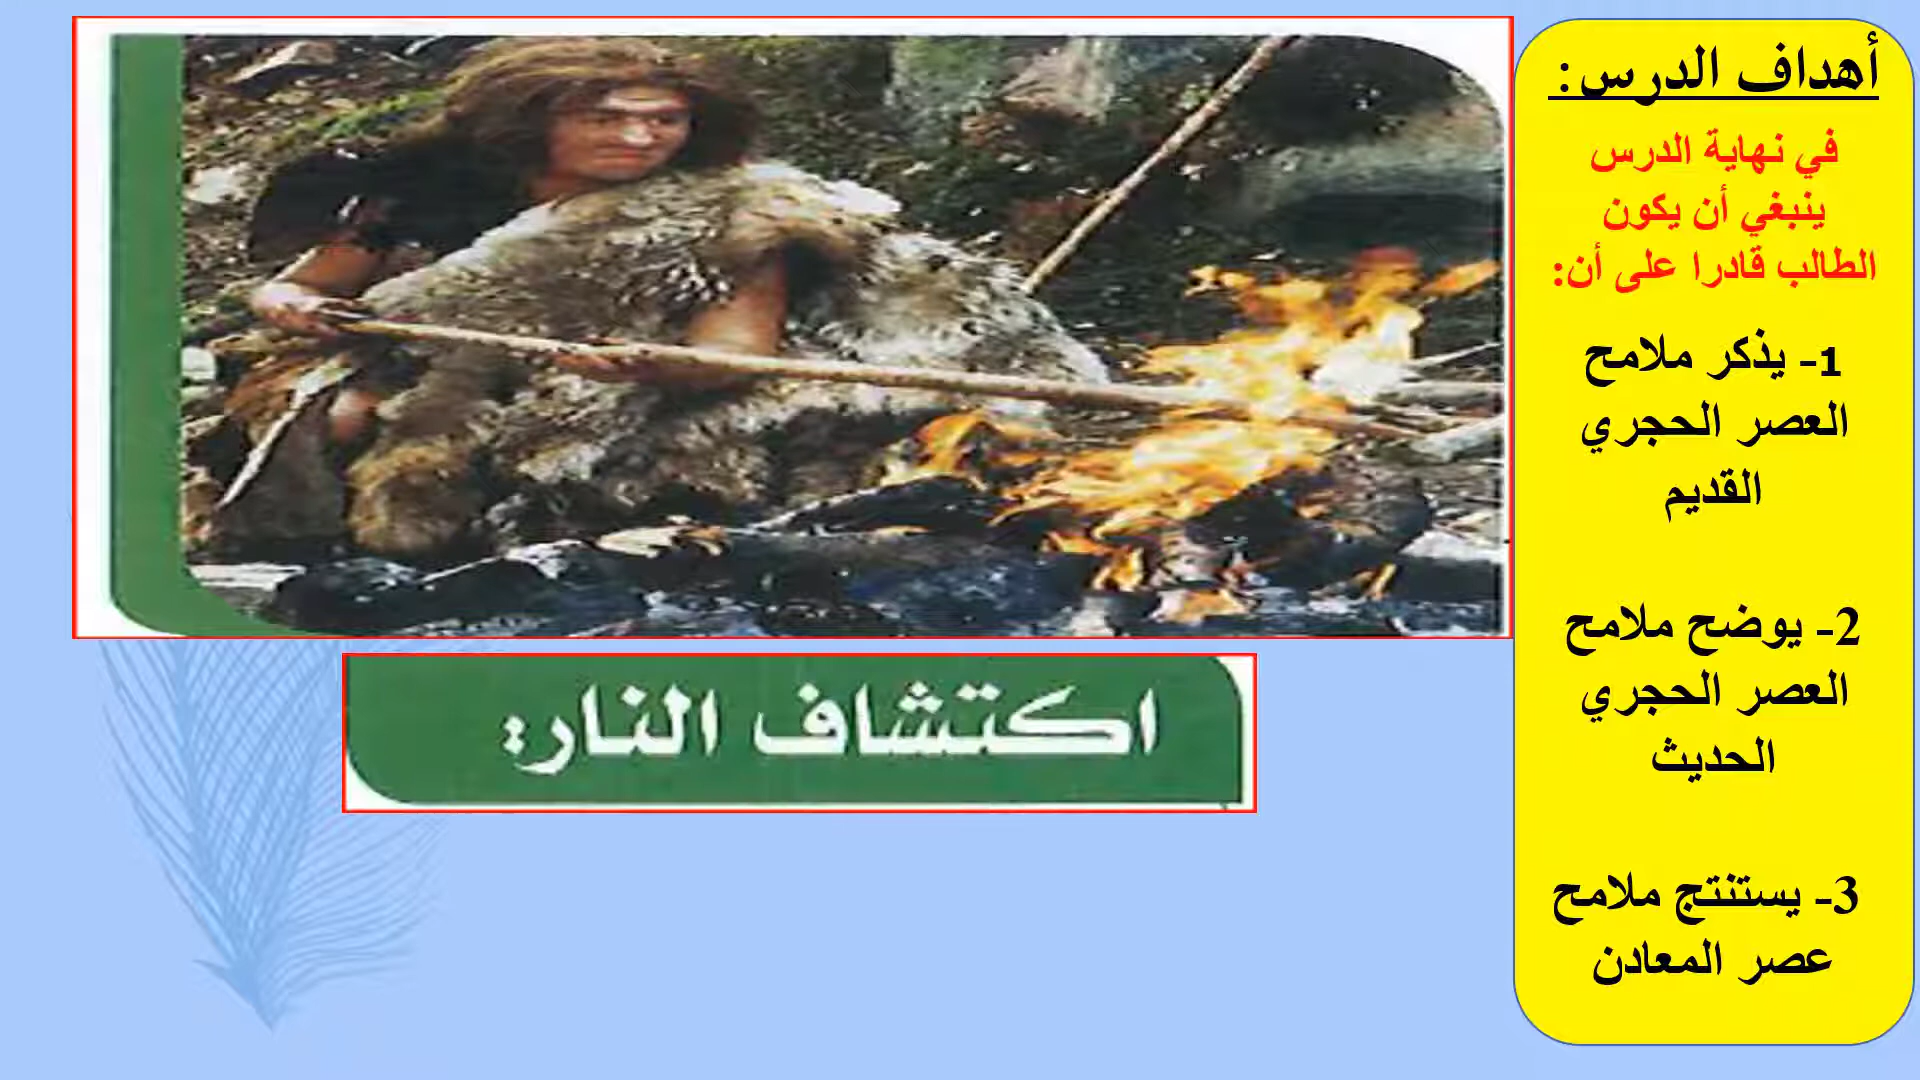 أهداف الدرس:
في نهاية الدرس
ينبغي أن يكون
الطالب قادرا على أن:
1- يذكر ملامح
العصر الحجري
القديم
2- يوضح ملامح
العصر الحجري
الحديث
3- يستنتج ملامح
عصر المعادن
اكتشاف النار: